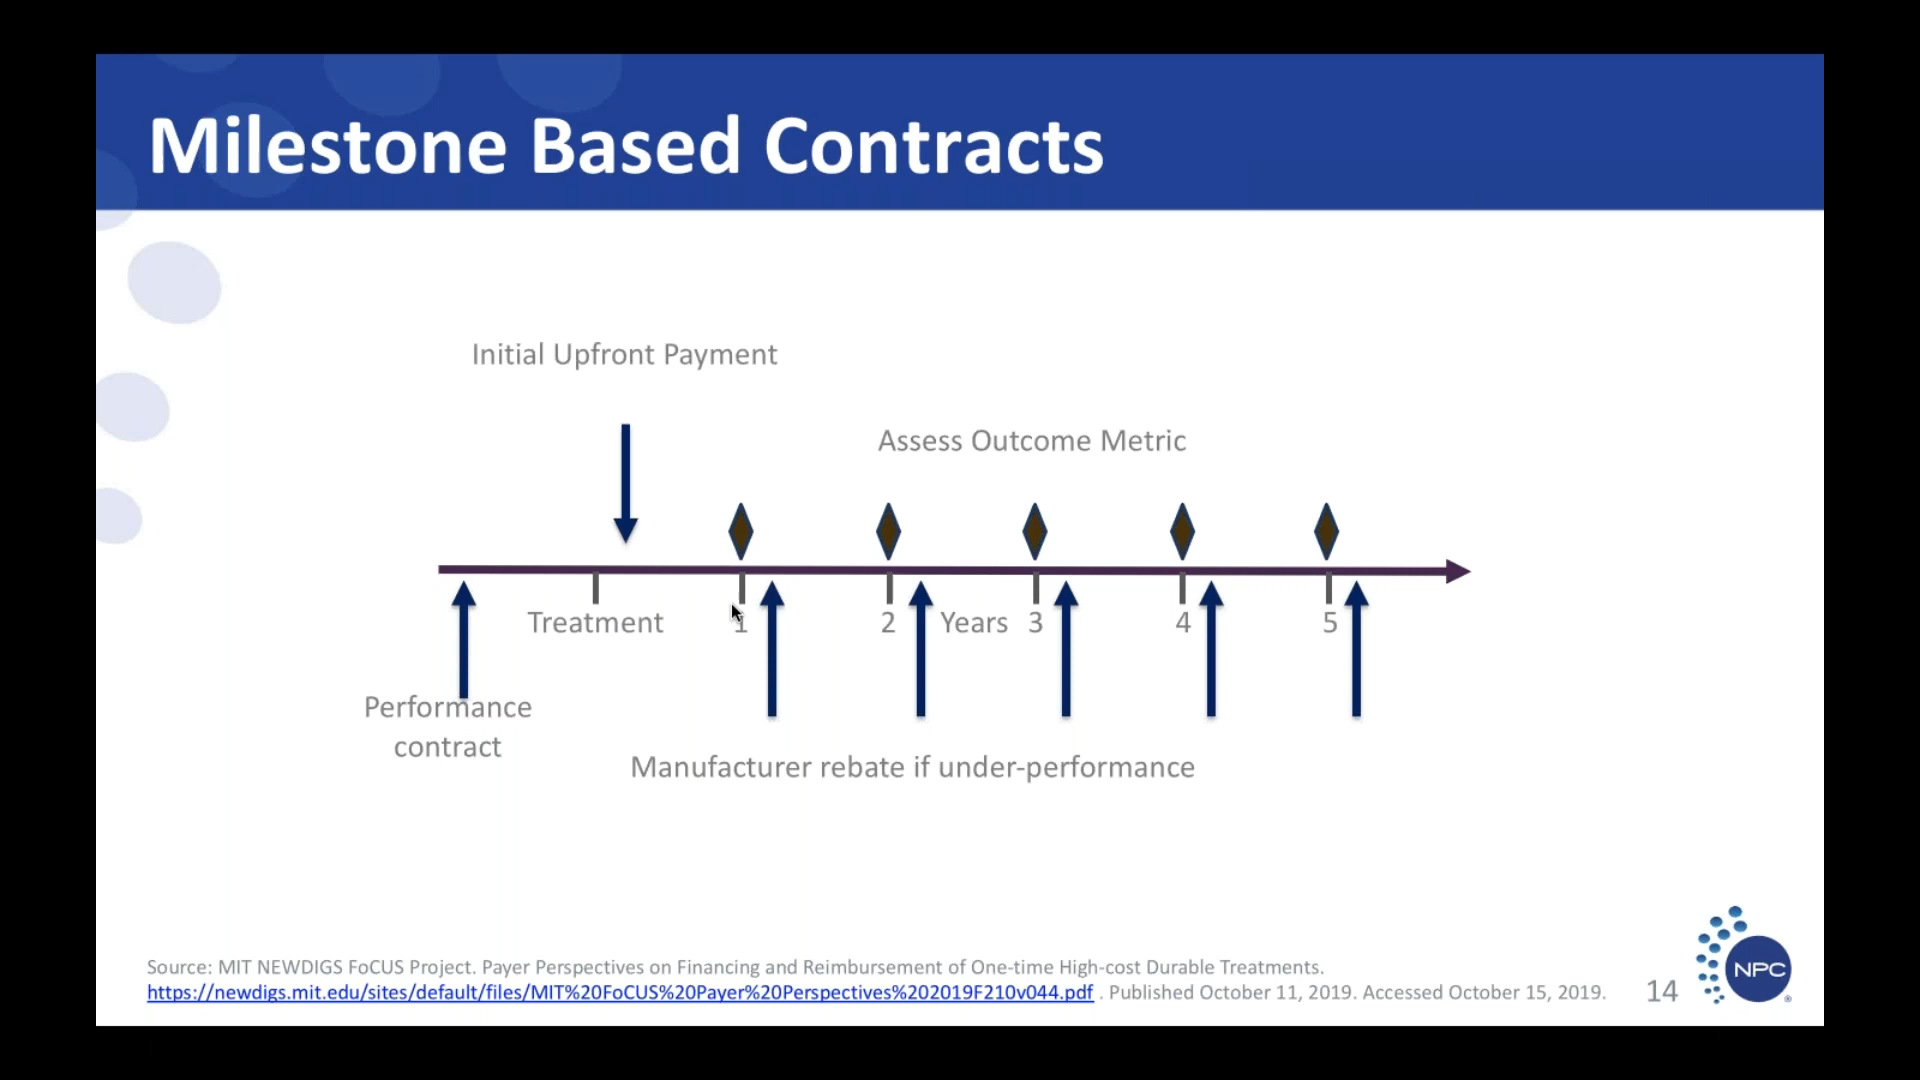 Milestone Based Contracts
Initial Upfront Payment
Assess Outcome Metric
Treatment 1 2 Years 3 4 5
Performance
contract
Manufacturer rebate if under-performance
Source: MIT NEWDIGS FoCUS Project. Payer Perspectives on Financing and Reimbursement of One-time High-cost Durable Treatments.
https://newdigs.mit.edu/sites/default/files/MIT%20FoCUS%20Payer%20Perspectives%202019F210v044.pdf . Published October 11, 2019. Accessed October 15, 2019.
14
NPC®